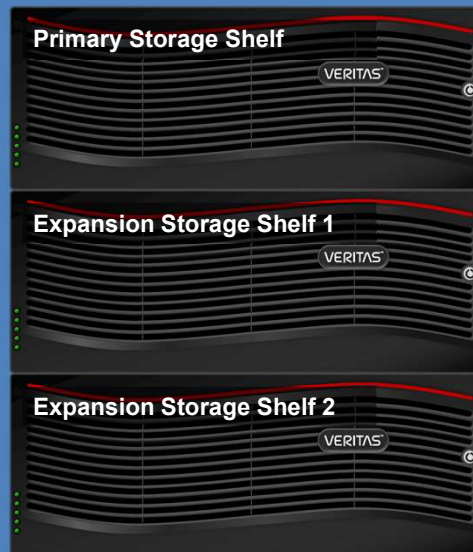 Primary Storage Shelf
VERITAS
Expansion Storage Shelf 1
VERITAS
Expansion Storage Shelf 2
VERITAS